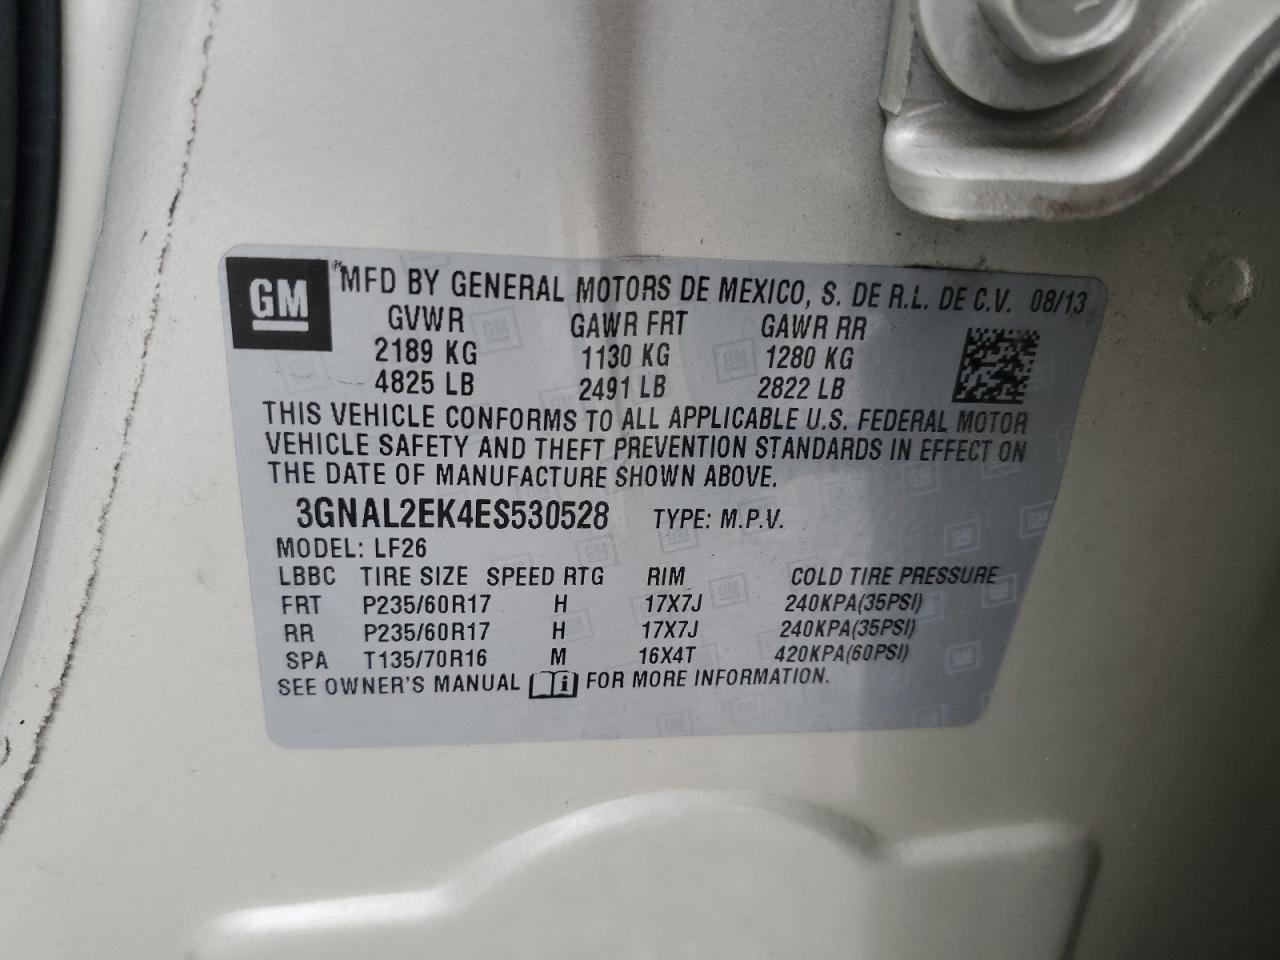 GM
MFD BY GENERAL MOTORS DE MEXICO, S. DE R.L. DE C.V. 08/13
GVWR GAWR FRT GAWR RR
2189 KG 1130 KG 1280 KG
4825 LB 2491 LB 2822 LB
THIS VEHICLE CONFORMS TO ALL APPLICABLE U.S. FEDERAL MOTOR
VEHICLE SAFETY AND THEFT PREVENTION STANDARDS IN EFFECT ON
THE DATE OF MANUFACTURE SHOWN ABOVE.
3GNAL2EK4ES530528 TYPE: M.P.V.
MODEL: LF26
LBBC TIRE SIZE SPEED RTG RIM COLD TIRE PRESSURE
FRT P235/60R17 H 17X7J 240KPA(35PSI)
RR P235/60R17 H 17X7J 240KPA(35PSI)
SPA T135/70R16 M 16X4T 420KPA(60PSI)
SEE OWNER'S MANUAL i FOR MORE INFORMATION.